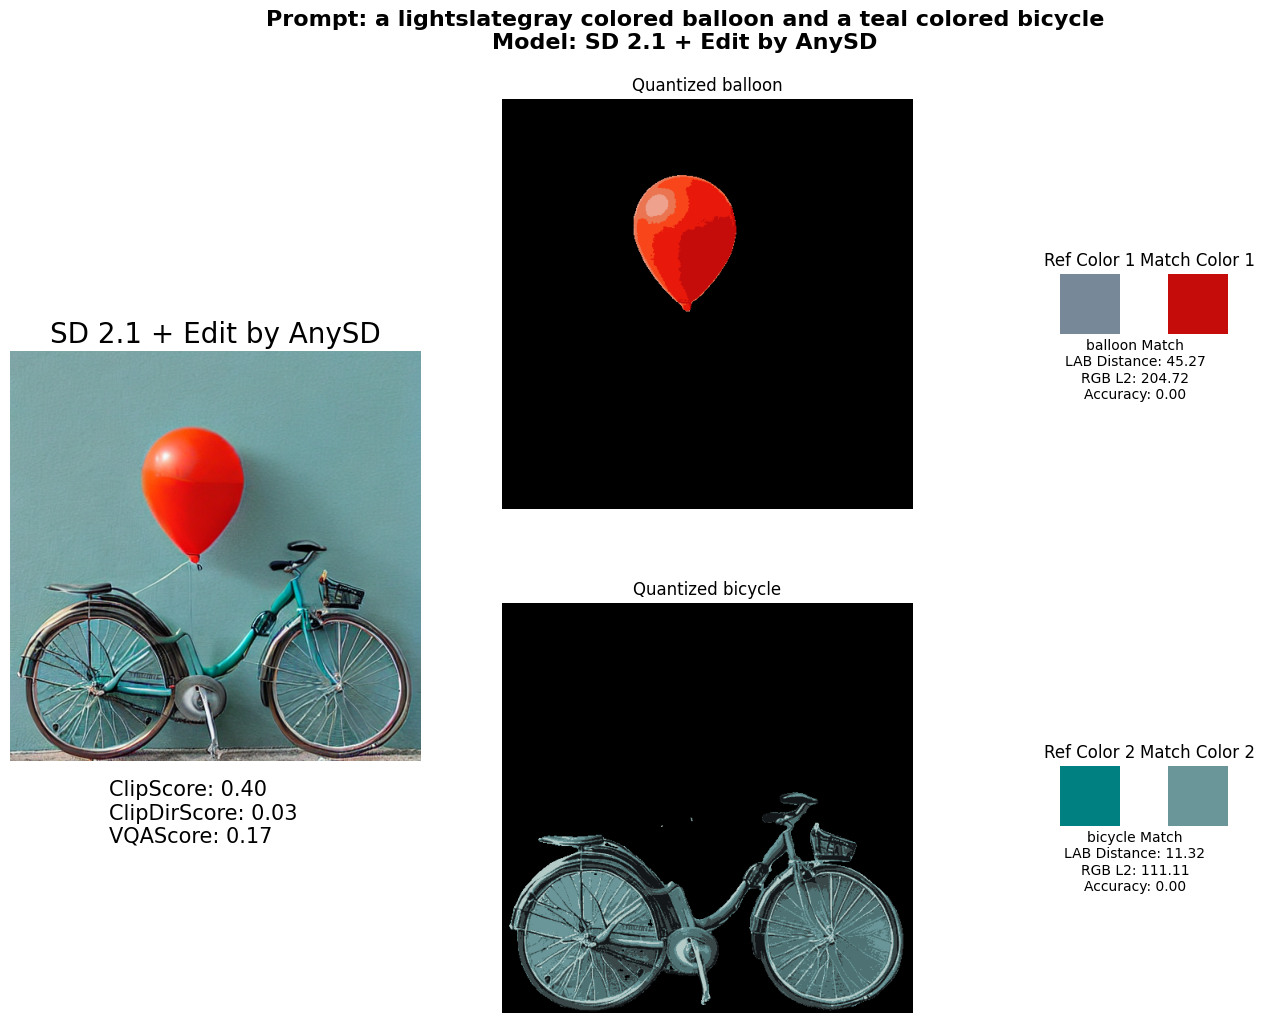 Prompt: a lightslategray colored balloon and a teal colored bicycle
Model: SD 2.1 + Edit by AnySD
Quantized balloon
Ref Color 1 Match Color 1
balloon Match
LAB Distance: 45.27
RGB L2: 204.72
Accuracy: 0.00
SD 2.1 + Edit by AnySD
ClipScore: 0.40
ClipDirScore: 0.03
VQAScore: 0.17
Quantized bicycle
Ref Color 2 Match Color 2
bicycle Match
LAB Distance: 11.32
RGB L2: 111.11
Accuracy: 0.00